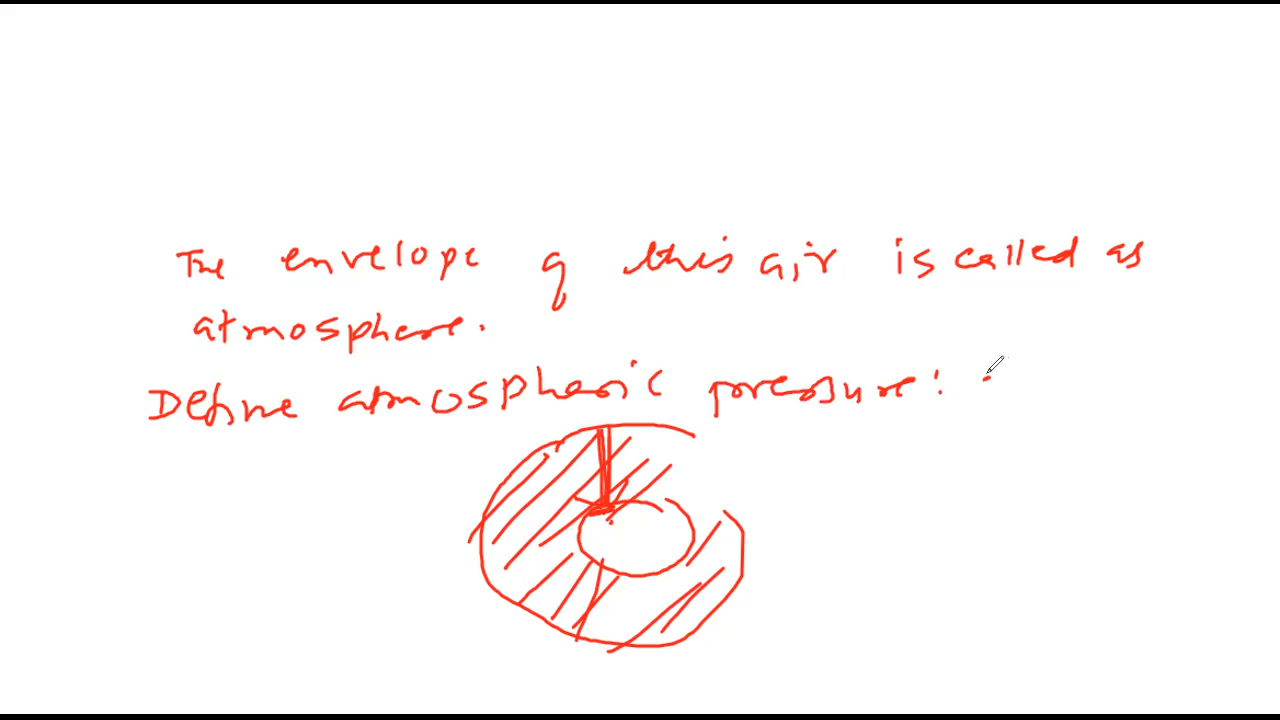 The envelope of this air is called as
atmosphere.
Define atmospheric pressure: